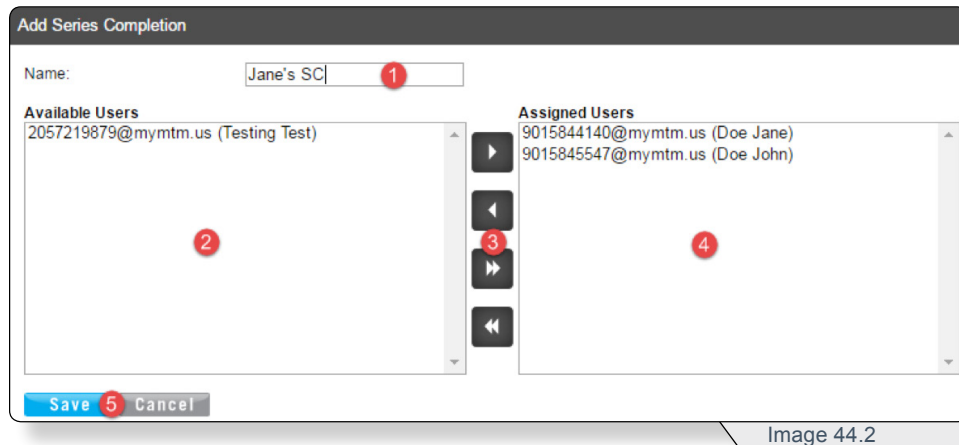 Add Series Completion
Name: Jane's SC 1
Available Users
2057219879@mymtm.us (Testing Test)
2
3
Assigned Users
9015844140@mymtm.us (Doe Jane)
9015845547@mymtm.us (Doe John)
4
Save 5 Cancel
Image 44.2